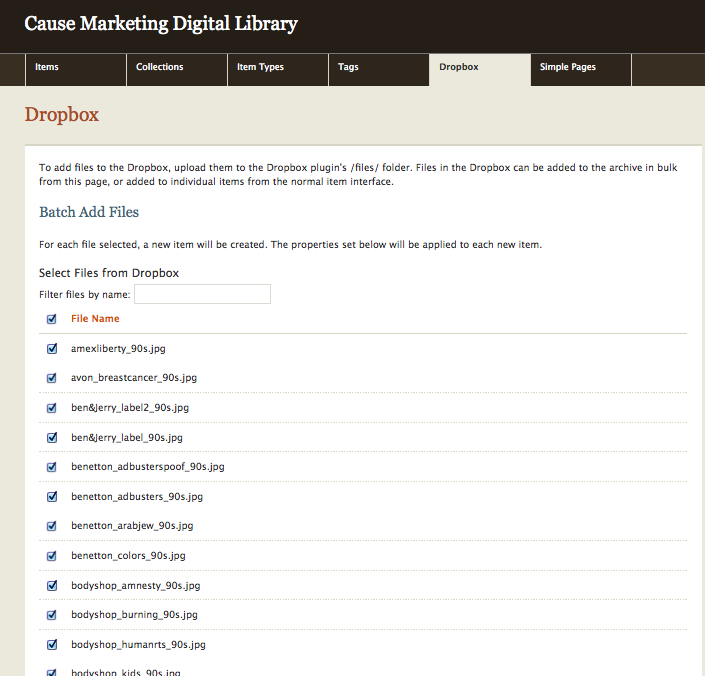 Cause Marketing Digital Library
Items
Collections
Item Types
Tags
Dropbox
Simple Pages
Dropbox
To add files to the Dropbox, upload them to the Dropbox plugin's /files/ folder. Files in the Dropbox can be added to the archive in bulk
from this page, or added to individual items from the normal item interface.
Batch Add Files
For each file selected, a new item will be created. The properties set below will be applied to each new item.
Select Files from Dropbox
Filter files by name:
File Name
amexliberty_90s.jpg
avon_breastcancer_90s.jpg
ben&Jerry_label2_90s.jpg
ben&Jerry_label_90s.jpg
benetton_adbusterspoof_90s.jpg
benetton_adbusters_90s.jpg
benetton_arabjew_90s.jpg
benetton_colors_90s.jpg
bodyshop_amnesty_90s.jpg
bodyshop_burning_90s.jpg
bodyshop_humanrts_90s.jpg
bodyshop_kids_90s.jpg